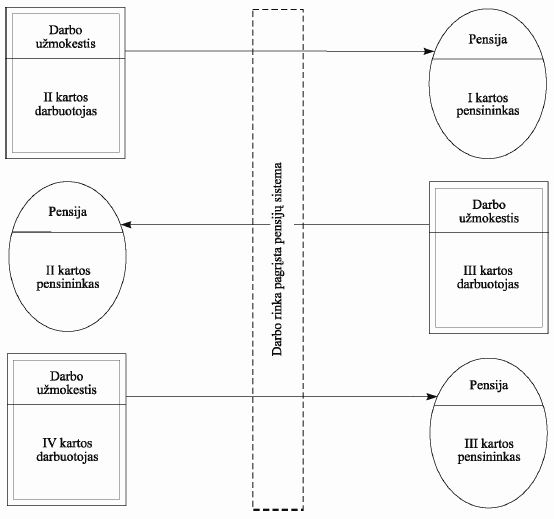 Darbo
užmokestis
II kartos
darbuotojas
Pensija
I kartos
pensininkas
Darbo rinka pagrįsta pensijų sistema
Pensija
II kartos
pensininkas
Darbo
užmokestis
III kartos
darbuotojas
Darbo
užmokestis
IV kartos
darbuotojas
Pensija
III kartos
pensininkas